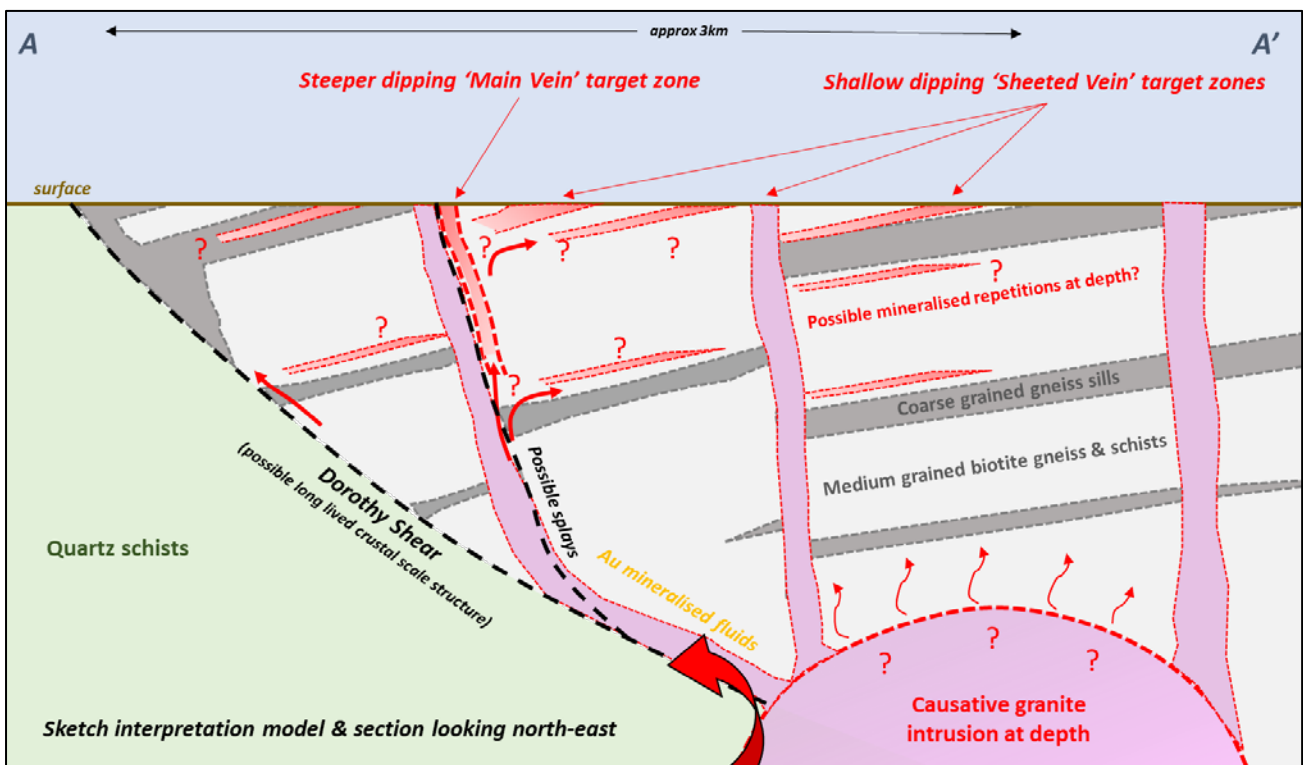 A
approx 3km
A'
Steeper dipping 'Main Vein' target zone
Shallow dipping 'Sheeted Vein' target zones
surface
?
?
?
?
?
?
Possible mineralised repetitions at depth?
?
?
?
Coarse grained gneiss sills
Medium grained biotite gneiss & schists
Dorothy Shear
(possible long lived crustal scale structure)
Possible splays
Quartz schists
Au mineralised fluids
?
?
?
Causative granite
intrusion at depth
Sketch interpretation model & section looking north-east